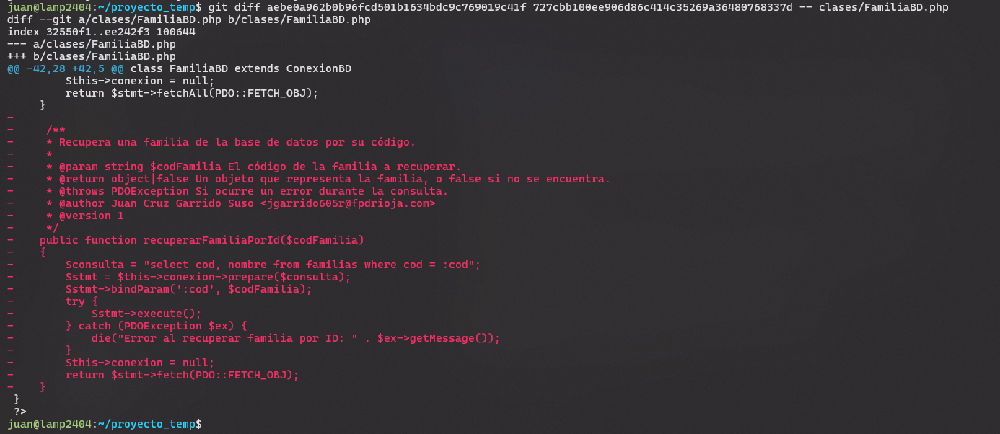 juan@lamp2404:~/proyecto_temp$ git diff aebe0a962b0b96fcd501b1634bdc9c769019c41f 727cbb100ee906d86c414c35269a36480768337d -- clases/FamiliaBD.php
diff --git a/clases/FamiliaBD.php b/clases/FamiliaBD.php
index 32550f1..ee242f3 100644
--- a/clases/FamiliaBD.php
+++ b/clases/FamiliaBD.php
@@ -42,28 +42,5 @@ class FamiliaBD extends ConexionBD
         $this->conexion = null;
         return $stmt->fetchAll(PDO::FETCH_OBJ);
     }
-
-     /**
-     * Recupera una familia de la base de datos por su código.
-     *
-     * @param string $codFamilia El código de la familia a recuperar.
-     * @return object|false Un objeto que representa la familia, o false si no se encuentra.
-     * @throws PDOException Si ocurre un error durante la consulta.
-     * @author Juan Cruz Garrido Suso <jgarrido605r@fpdrioja.com>
-     * @version 1
-     */
-    public function recuperarFamiliaPorId($codFamilia)
-    {
-        $consulta = "select cod, nombre from familias where cod = :cod";
-        $stmt = $this->conexion->prepare($consulta);
-        $stmt->bindParam(':cod', $codFamilia);
-        try {
-            $stmt->execute();
-        } catch (PDOException $ex) {
-            die("Error al recuperar familia por ID: " . $ex->getMessage());
-        }
-        $this->conexion = null;
-        return $stmt->fetch(PDO::FETCH_OBJ);
-    }
 }
 ?>
juan@lamp2404:~/proyecto_temp$